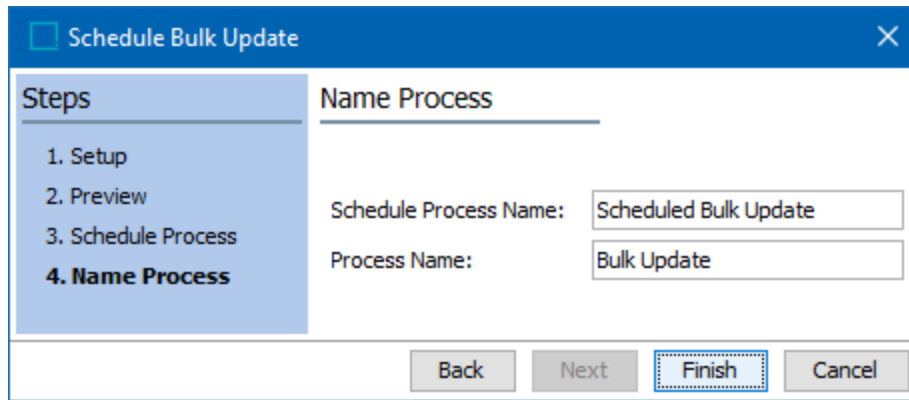 Schedule Bulk Update
Steps
1. Setup
2. Preview
3. Schedule Process
4. Name Process
Name Process
Schedule Process Name: Scheduled Bulk Update
Process Name: Bulk Update
Back Next Finish Cancel